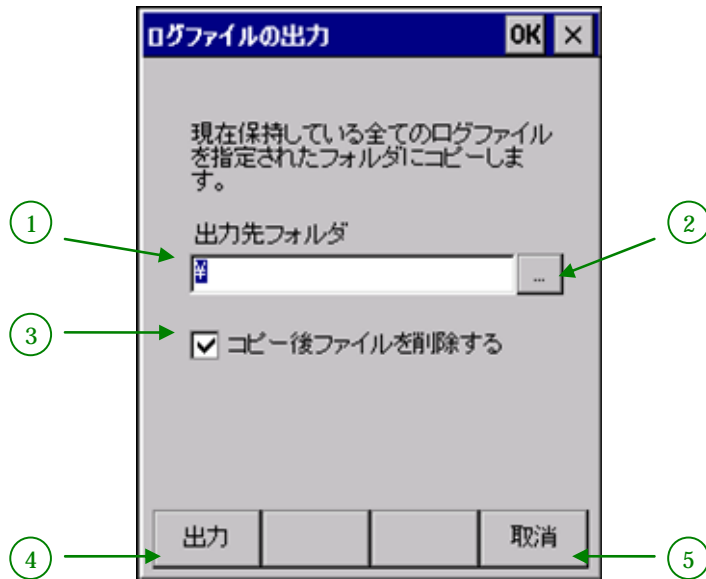 ログファイルの出力 OK ×
現在保持している全てのログファイル
を指定されたフォルダにコピーしま
す。
① 出力先フォルダ ②
¥ ...
③ コピー後ファイルを削除する
出力 取消
④ ⑤